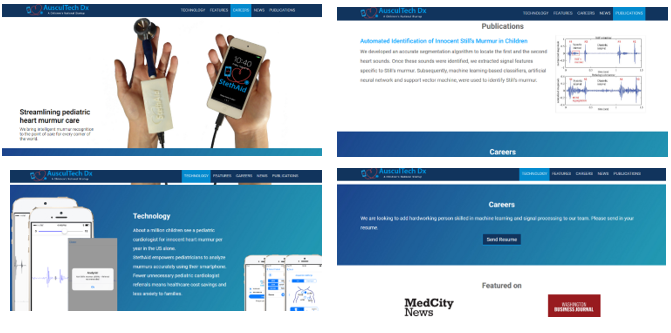 AusculTech Dx
A Children's National Startup
TECHNOLOGY FEATURES CAREERS NEWS PUBLICATIONS
10:40
StethAid
Streamlining pediatric
heart murmur care
We bring intelligent murmur recognition
to the point of care for every corner of
the world.
AusculTech Dx
A Children's National Startup
TECHNOLOGY FEATURES CAREERS NEWS PUBLICATIONS
Publications
Automated Identification of Innocent Still's Murmur in Children
We developed an accurate segmentation algorithm to locate the first and the second
heart sounds. Once these sounds were identified, we extracted signal features
specific to Still's murmur. Subsequently, machine learning-based classifiers, artificial
neural network and support vector machine, were used to identify Still's murmur.
Careers
AusculTech Dx
A Children's National Startup
TECHNOLOGY FEATURES CAREERS NEWS PUBLICATIONS
Technology
About a million children see a pediatric
cardiologist for innocent heart murmur per
year in the US alone.
StethAid empowers pediatricians to analyze
murmurs accurately using their smartphone.
Fewer unnecessary pediatric cardiologist
referrals means healthcare cost savings and
less anxiety to families.
AusculTech Dx
A Children's National Startup
TECHNOLOGY FEATURES CAREERS NEWS PUBLICATIONS
Careers
We are looking to add hardworking person skilled in machine learning and signal processing to our team. Please send in your
resume.
Send Resume
Featured on
MedCity
News
WASHINGTON
BUSINESS JOURNAL